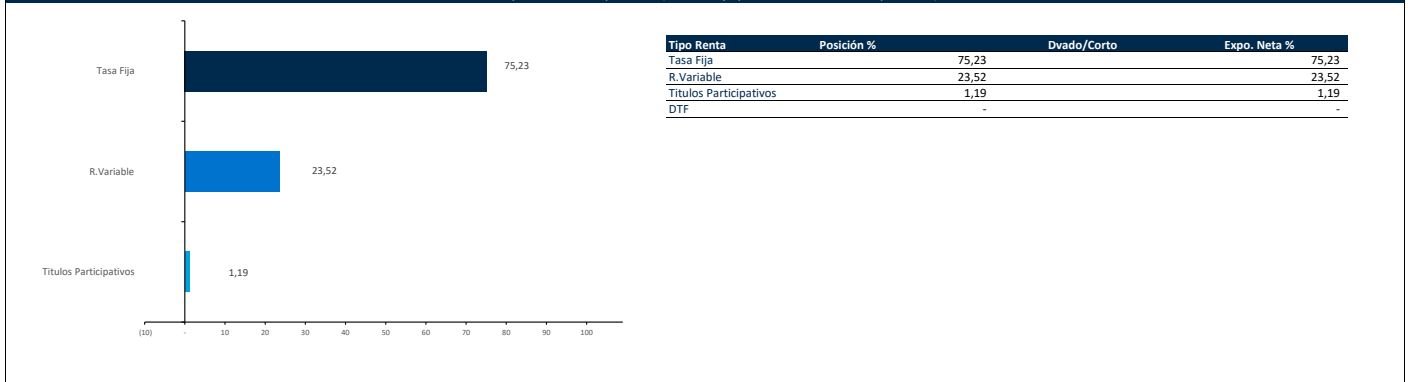 Tasa Fija
75,23
R.Variable
23,52
Titulos Participativos
1,19
(10) - 10 20 30 40 50 60 70 80 90 100
Tipo Renta Posición % Dvado/Corto Expo. Neta %
Tasa Fija 75,23 75,23
R.Variable 23,52 23,52
Titulos Participativos 1,19 1,19
DTF - -